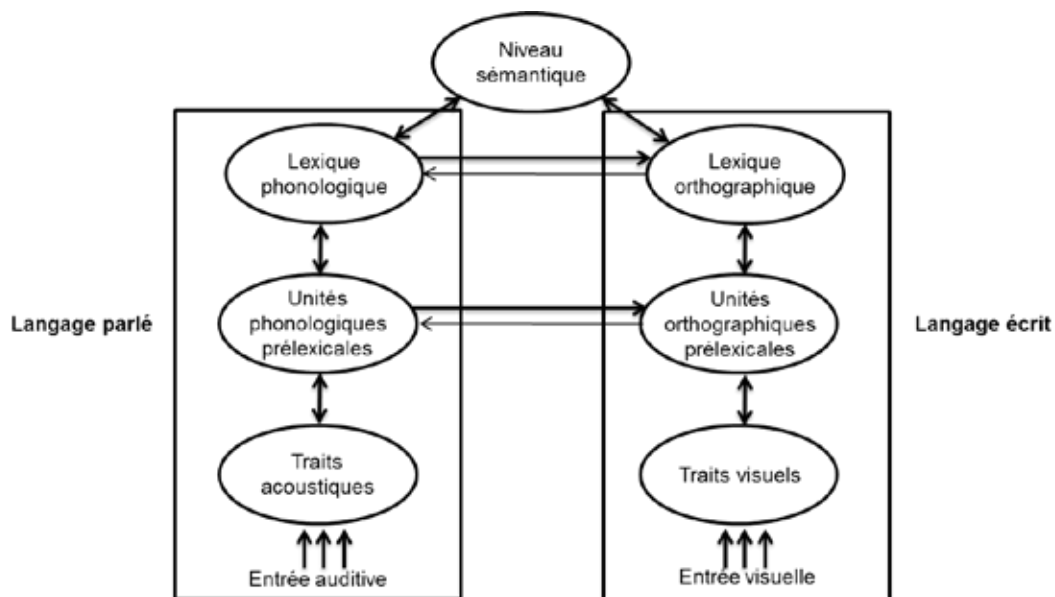 Niveau
sémantique
Lexique
phonologique
Lexique
orthographique
Langage parlé
Unités
phonologiques
prélexicales
Unités
orthographiques
prélexicales
Langage écrit
Traits
acoustiques
Traits visuels
Entrée auditive
Entrée visuelle